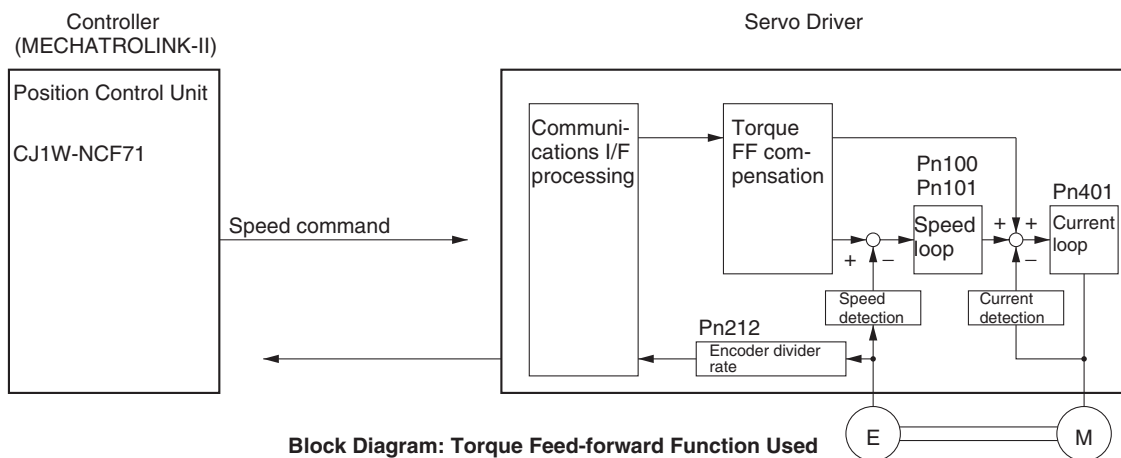 Controller
(MECHATROLINK-II)
Servo Driver
Position Control Unit
CJ1W-NCF71
Speed command
Communi-
cations I/F
processing
Torque
FF com-
pensation
Pn100
Pn101
Speed
loop
Pn401
Current
loop
+
−
+
+
−
Speed
detection
Current
detection
Pn212
Encoder divider
rate
E
M
Block Diagram: Torque Feed-forward Function Used